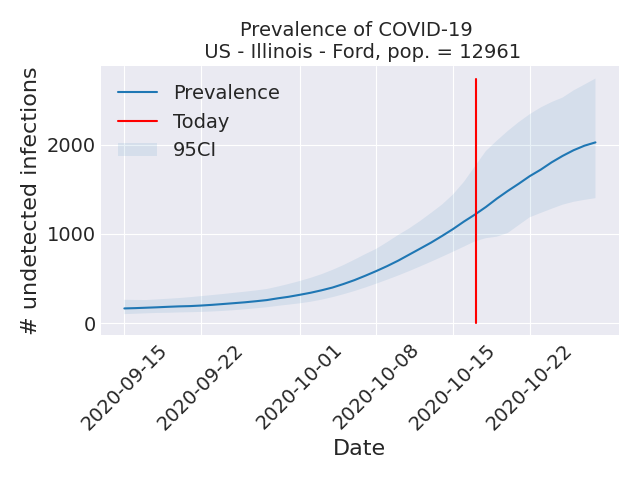 Prevalence of COVID-19
US - Illinois - Ford, pop. = 12961
# undetected infections
Prevalence
Today
95CI
2000
1000
0
2020-09-15
2020-09-22
2020-10-01
2020-10-08
2020-10-15
2020-10-22
Date